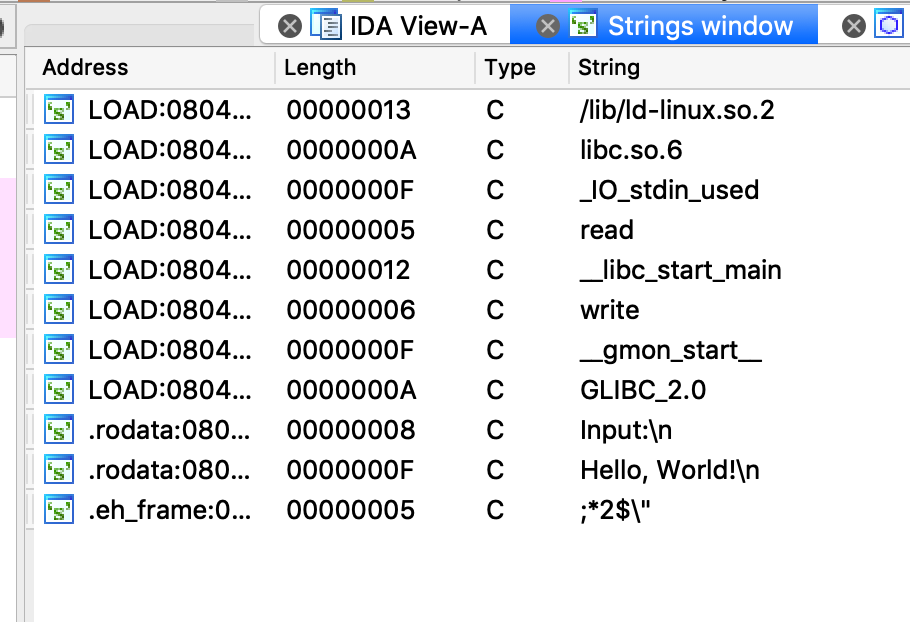 IDA View-A Strings window
Address Length Type String
LOAD:0804... 00000013 C /lib/ld-linux.so.2
LOAD:0804... 0000000A C libc.so.6
LOAD:0804... 0000000F C _IO_stdin_used
LOAD:0804... 00000005 C read
LOAD:0804... 00000012 C __libc_start_main
LOAD:0804... 00000006 C write
LOAD:0804... 0000000F C __gmon_start__
LOAD:0804... 0000000A C GLIBC_2.0
.rodata:080... 00000008 C Input:\n
.rodata:080... 0000000F C Hello, World!\n
.eh_frame:0... 00000005 C ;*2$\"